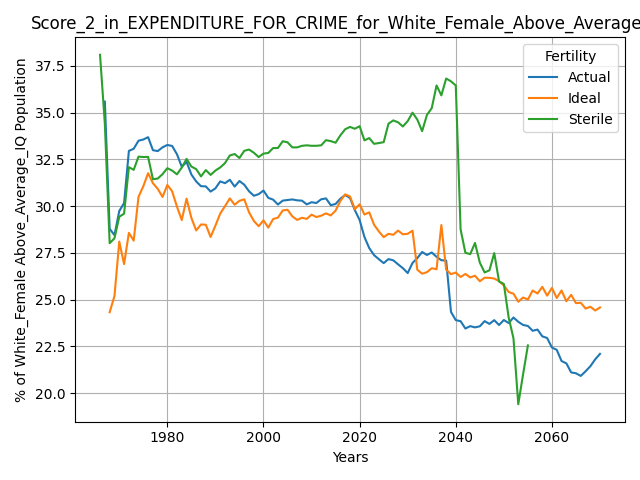 Score_2_in_EXPENDITURE_FOR_CRIME_for_White_Female_Above_Average
% of White_Female Above_Average_IQ Population
37.5
35.0
32.5
30.0
27.5
25.0
22.5
20.0
Fertility
Actual
Ideal
Sterile
1980
2000
2020
2040
2060
Years